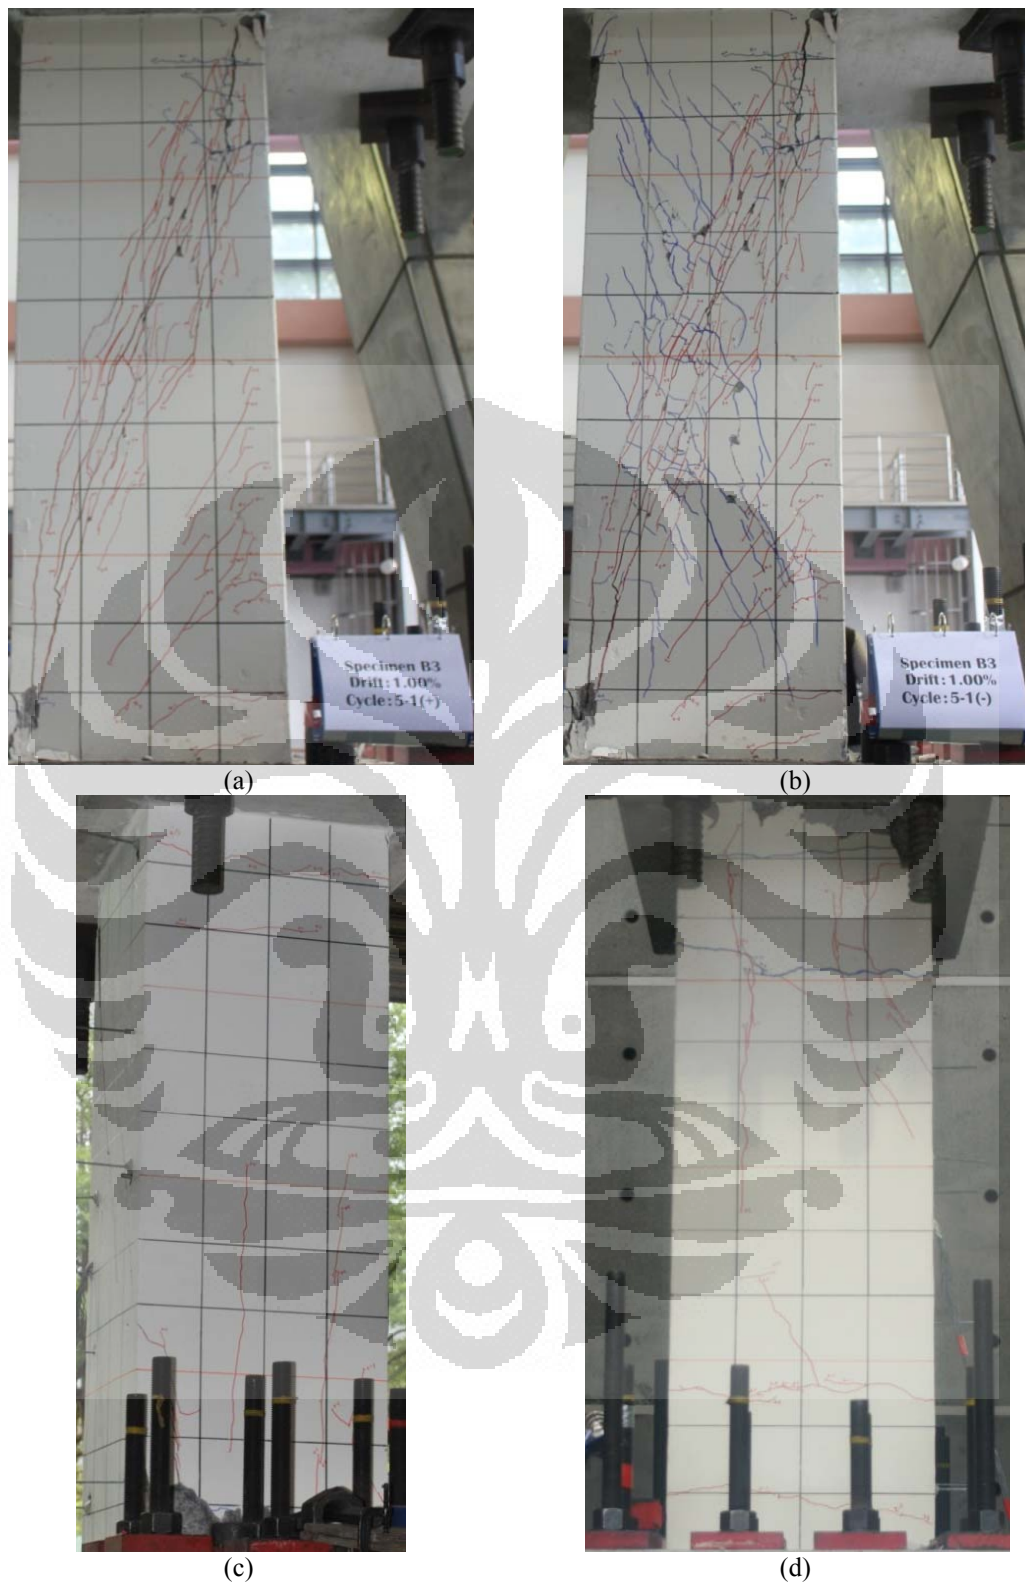 Specimen B3
Drift:1.00%
Cycle:5-1(+)
Specimen B3
Drift:1.00%
Cycle:5-1(-)
(a)
(b)
(c)
(d)